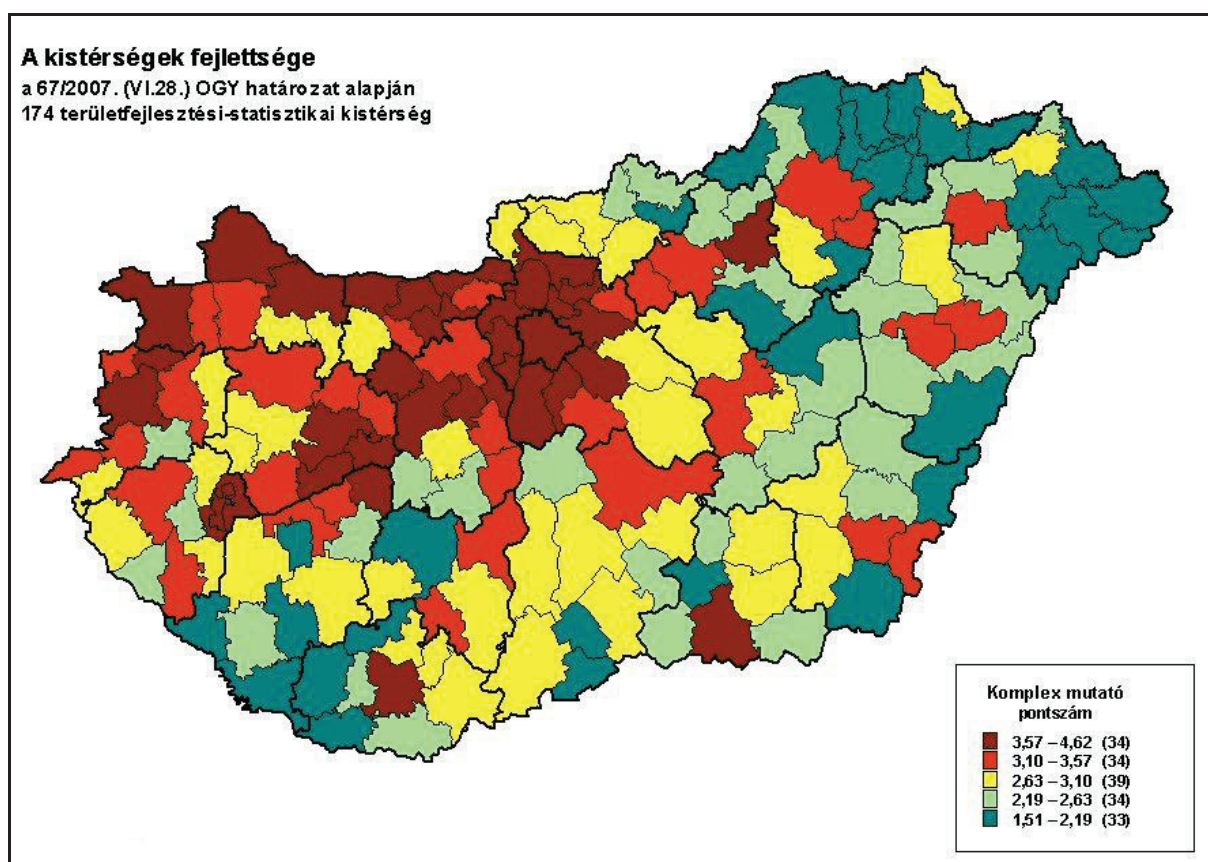 A kistérségek fejlettsége
a 67/2007. (VI.28.) OGY határozat alapján
174 területfejlesztési-statisztikai kistérség
Komplex mutató
pontszám
3,57 – 4,62 (34)
3,10 – 3,57 (34)
2,63 – 3,10 (39)
2,19 – 2,63 (34)
1,51 – 2,19 (33)